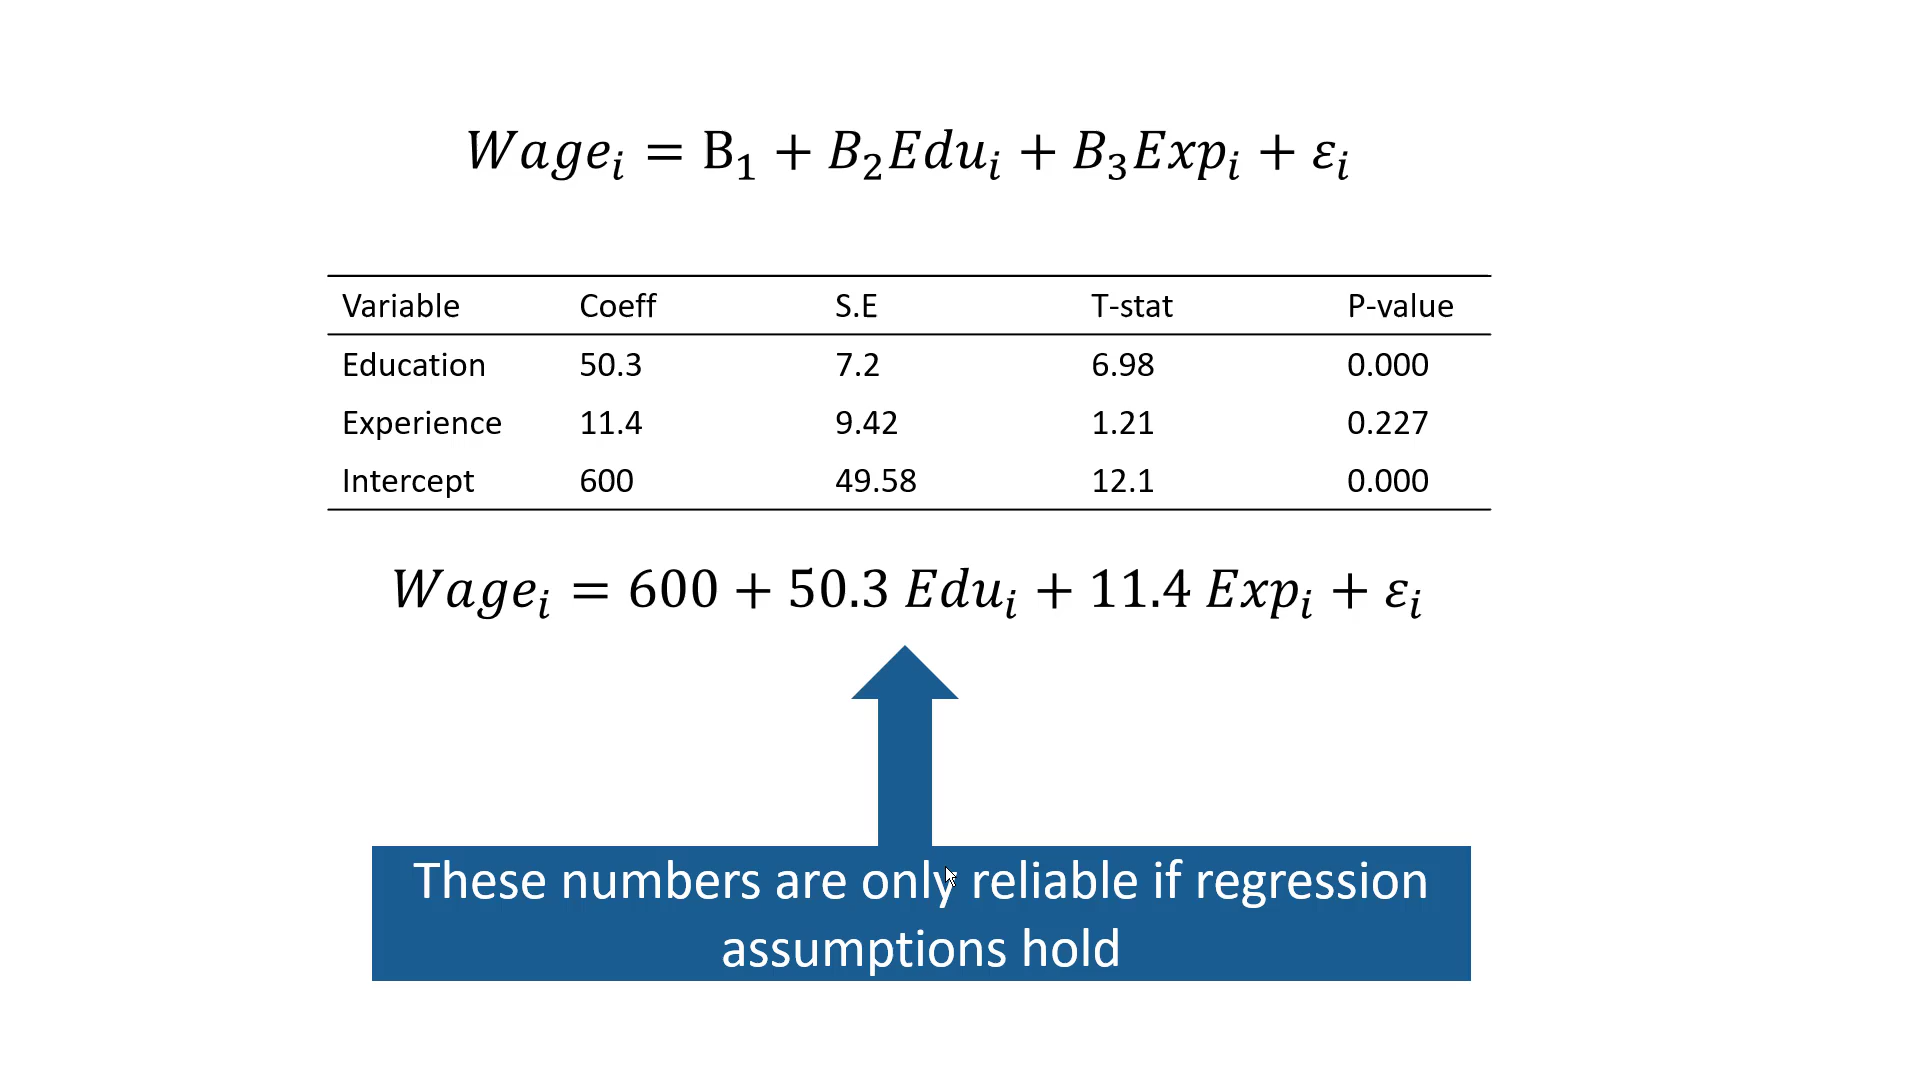 Wageᵢ = B₁ + B₂Eduᵢ + B₃Expᵢ + εᵢ
Variable Coeff S.E T-stat P-value
Education 50.3 7.2 6.98 0.000
Experience 11.4 9.42 1.21 0.227
Intercept 600 49.58 12.1 0.000
Wageᵢ = 600 + 50.3 Eduᵢ + 11.4 Expᵢ + εᵢ
These numbers are only reliable if regression
assumptions hold